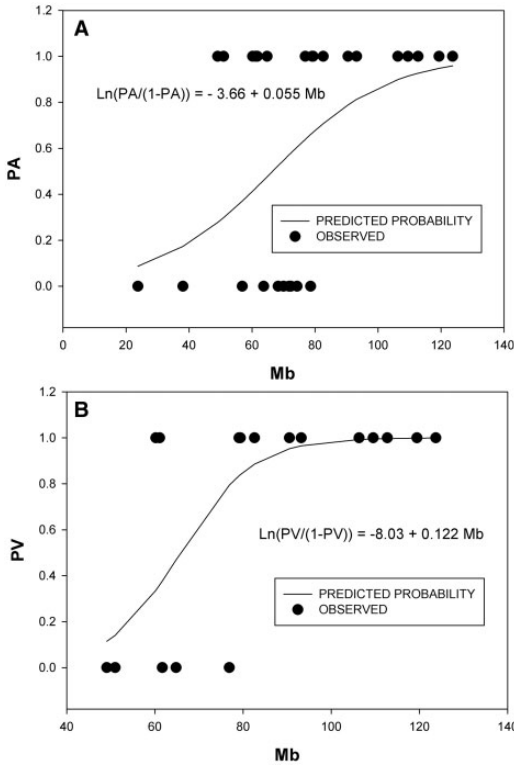 A
1.2
1.0
0.8
0.6
0.4
0.2
0.0
PA
Ln(PA/(1-PA)) = - 3.66 + 0.055 Mb
PREDICTED PROBABILITY
OBSERVED
0 20 40 60 80 100 120 140
Mb
B
1.2
1.0
0.8
0.6
0.4
0.2
0.0
PV
Ln(PV/(1-PV)) = -8.03 + 0.122 Mb
PREDICTED PROBABILITY
OBSERVED
40 60 80 100 120 140
Mb